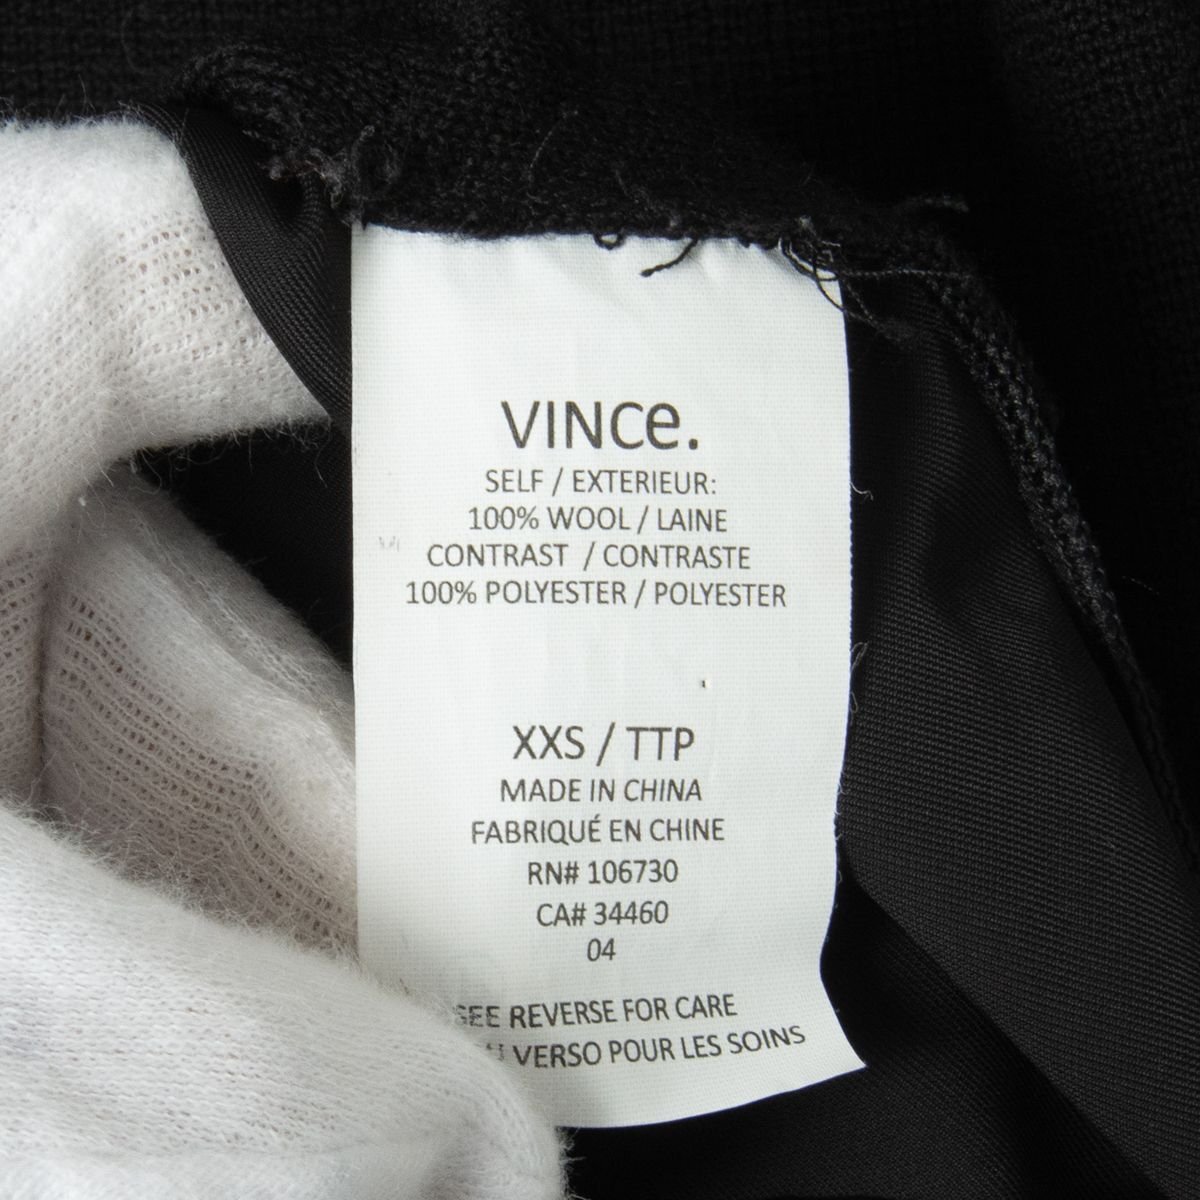 VINCe.
SELF / EXTERIEUR:
100% WOOL / LAINE
CONTRAST / CONTRASTE
100% POLYESTER / POLYESTER
XXS / TTP
MADE IN CHINA
FABRIQUÉ EN CHINE
RN# 106730
CA# 34460
04
SEE REVERSE FOR CARE
VERSO POUR LES SOINS